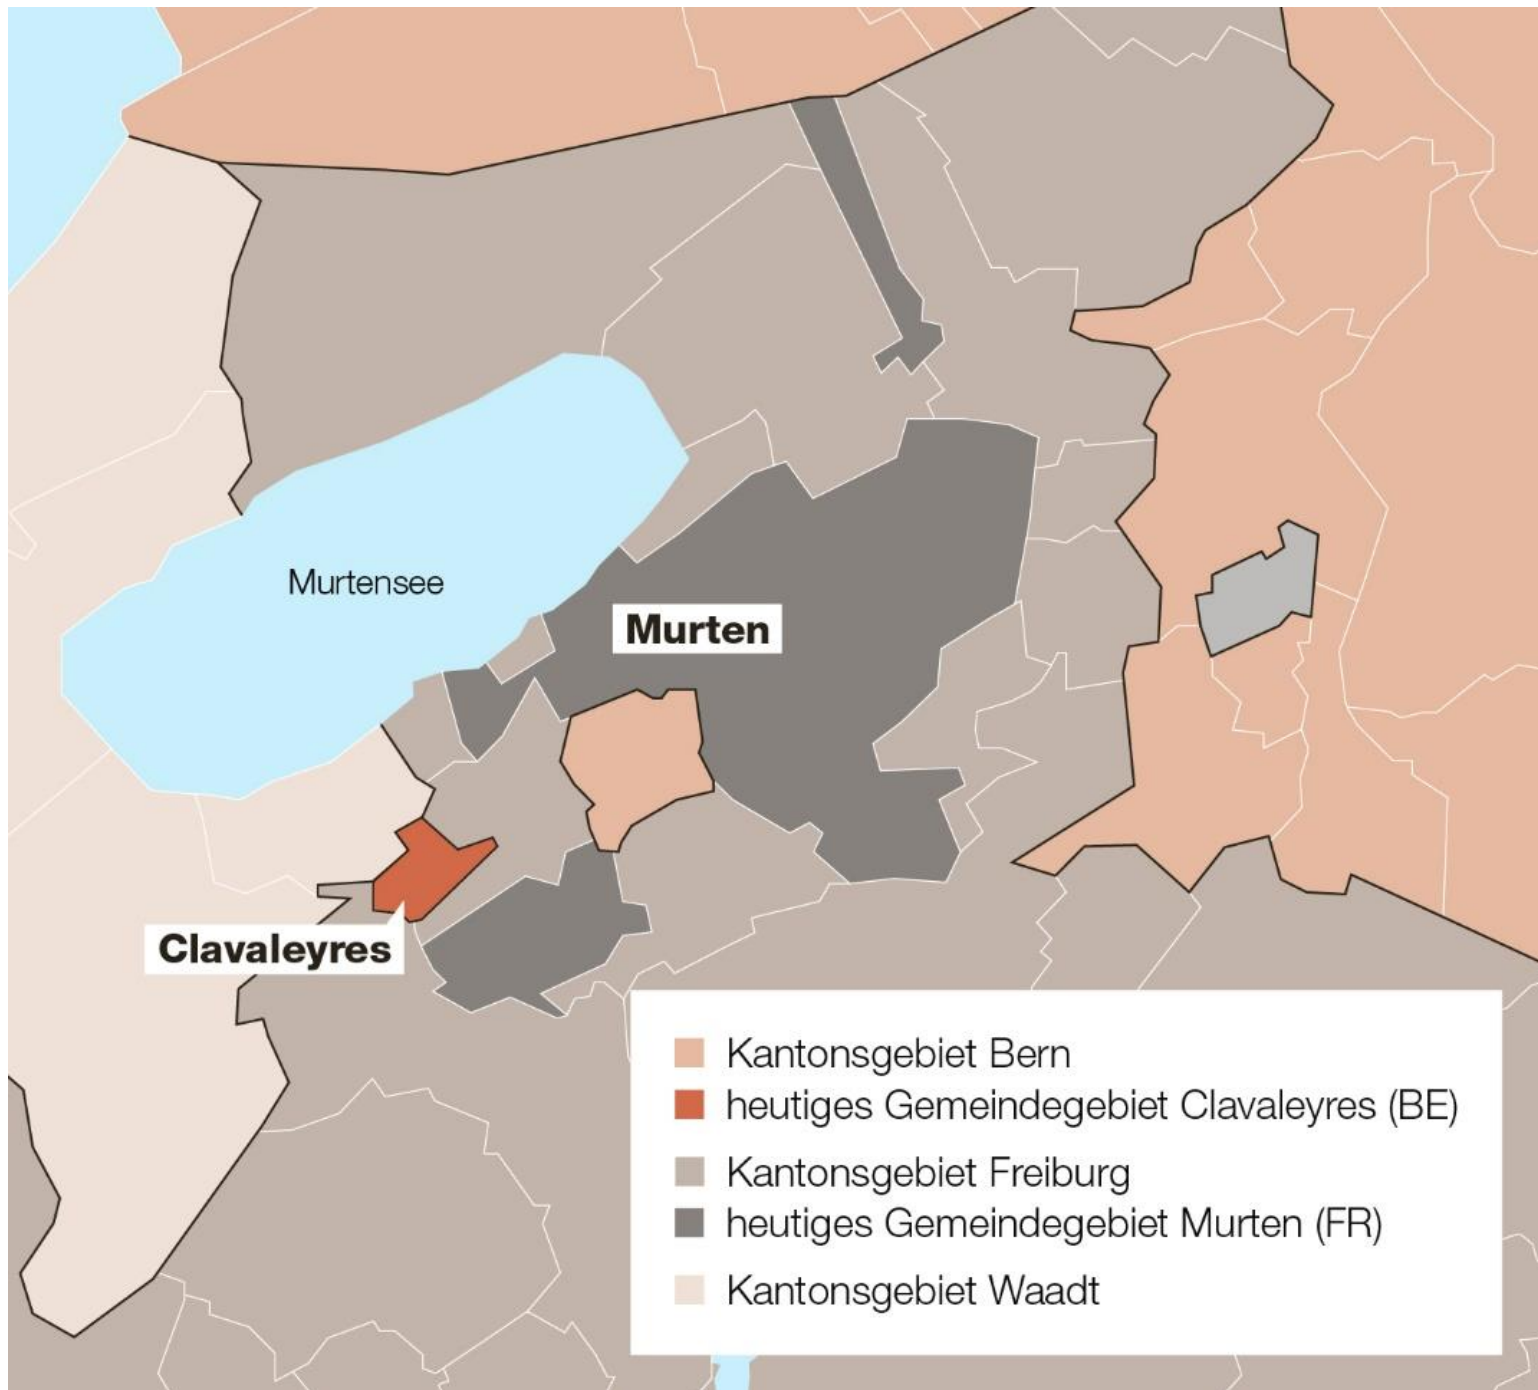 Murtensee
Murten
Clavaleyres
Kantonsgebiet Bern
heutiges Gemeindegebiet Clavaleyres (BE)
Kantonsgebiet Freiburg
heutiges Gemeindegebiet Murten (FR)
Kantonsgebiet Waadt